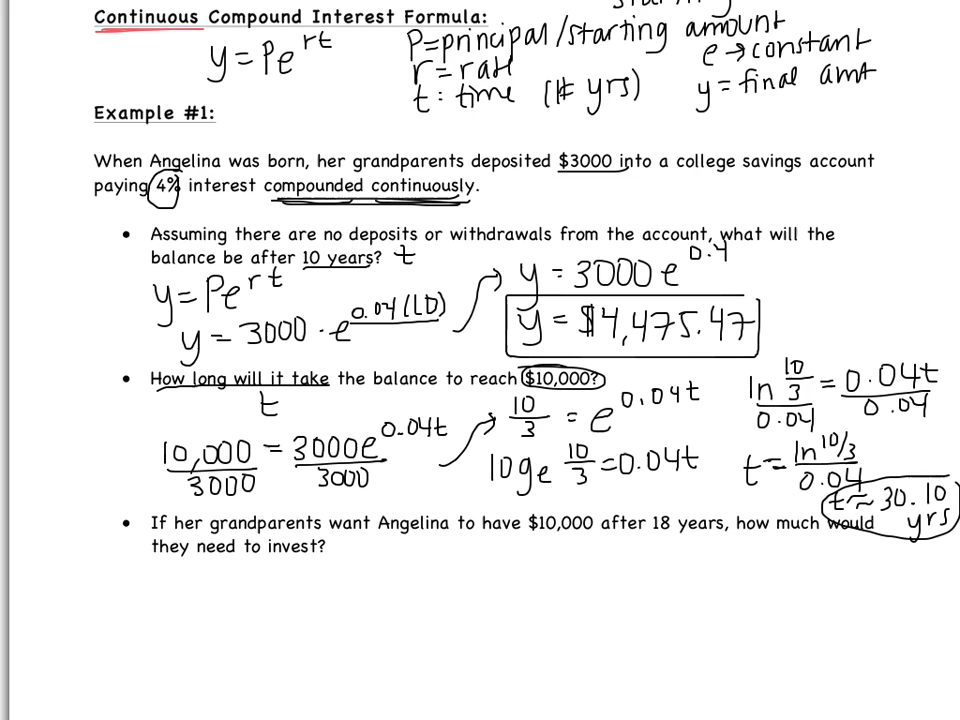 Continuous Compound Interest Formula:
y = Pe^rt
P=principal/starting amount
r = rate
t: time (# yrs)
e → constant
y = final amt
Example #1:
When Angelina was born, her grandparents deposited $3000 into a college savings account
paying 4% interest compounded continuously.
• Assuming there are no deposits or withdrawals from the account, what will the
balance be after 10 years? t
y = Pe^rt
y = 3000 · e^0.04(10)
y = 3000 e^0.4
y = $4,475.47
• How long will it take the balance to reach $10,000?
t
10,000/3000 = 3000e^0.04t/3000
10/3 = e^0.04t
loge 10/3 = 0.04t
ln 10/3 / 0.04 = 0.04t / 0.04
t = ln 10/3 / 0.04
t ≈ 30.10 yrs
• If her grandparents want Angelina to have $10,000 after 18 years, how much would
they need to invest?